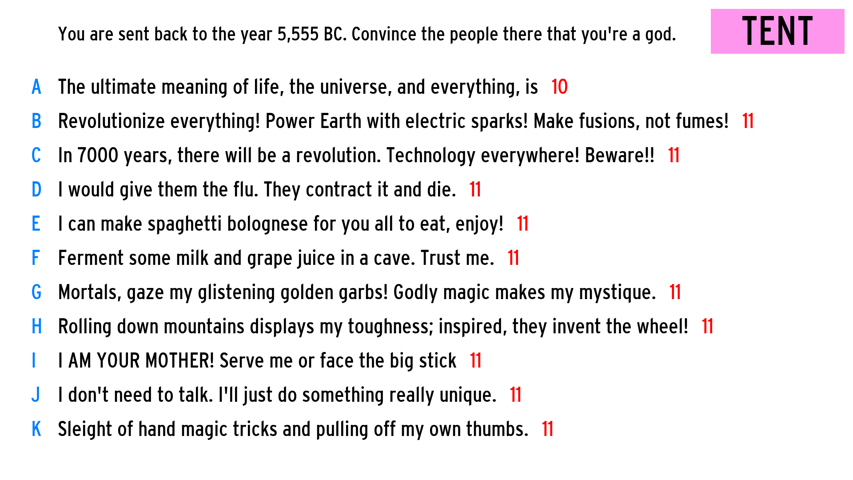 You are sent back to the year 5,555 BC. Convince the people there that you're a god.
TENT
A The ultimate meaning of life, the universe, and everything, is 10
B Revolutionize everything! Power Earth with electric sparks! Make fusions, not fumes! 11
C In 7000 years, there will be a revolution. Technology everywhere! Beware!! 11
D I would give them the flu. They contract it and die. 11
E I can make spaghetti bolognese for you all to eat, enjoy! 11
F Ferment some milk and grape juice in a cave. Trust me. 11
G Mortals, gaze my glistening golden garbs! Godly magic makes my mystique. 11
H Rolling down mountains displays my toughness; inspired, they invent the wheel! 11
I I AM YOUR MOTHER! Serve me or face the big stick 11
J I don't need to talk. I'll just do something really unique. 11
K Sleight of hand magic tricks and pulling off my own thumbs. 11